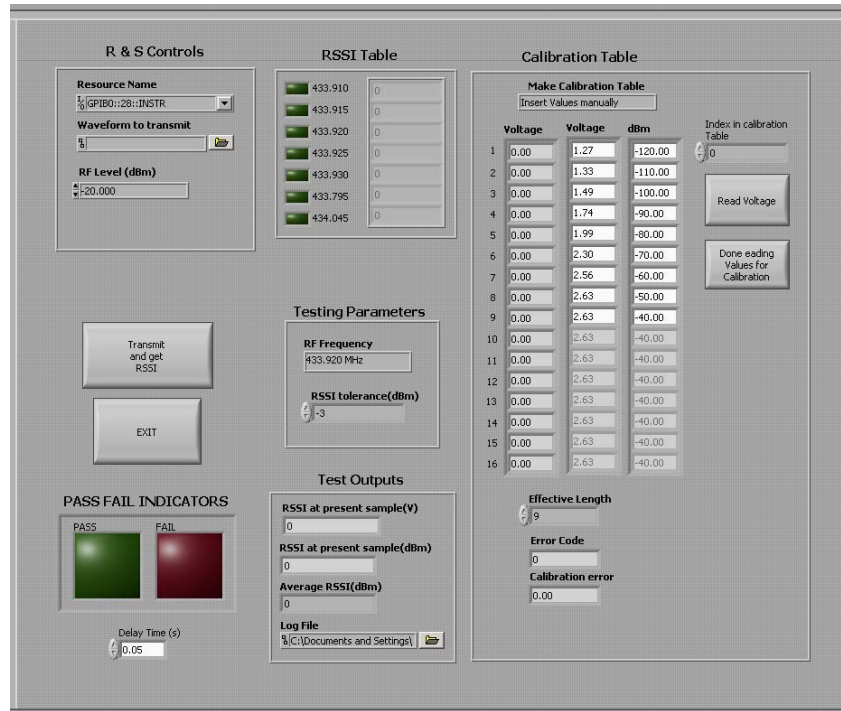 R & S Controls
Resource Name
GPIB0::28::INSTR
Waveform to transmit
RF Level (dBm)
-20.000
RSSI Table
433.910 0
433.915 0
433.920 0
433.925 0
433.930 0
433.795 0
434.045 0
Calibration Table
Make Calibration Table
Insert Values manually
Voltage Voltage dBm
1 0.00 1.27 -120.00
2 0.00 1.33 -110.00
3 0.00 1.49 -100.00
4 0.00 1.74 -90.00
5 0.00 1.99 -80.00
6 0.00 2.30 -70.00
7 0.00 2.56 -60.00
8 0.00 2.63 -50.00
9 0.00 2.63 -40.00
10 0.00 2.63 -40.00
11 0.00 2.63 -40.00
12 0.00 2.63 -40.00
13 0.00 2.63 -40.00
14 0.00 2.63 -40.00
15 0.00 2.63 -40.00
16 0.00 2.63 -40.00
Index in calibration
Table
0
Read Voltage
Done eading
Values for
Calibration
Effective Length
9
Error Code
0
Calibration error
0.00
Transmit
and get
RSSI
EXIT
Testing Parameters
RF Frequency
433.920 MHz
RSSI tolerance(dBm)
-3
PASS FAIL INDICATORS
PASS FAIL
Delay Time (s)
0.05
Test Outputs
RSSI at present sample(V)
0
RSSI at present sample(dBm)
0
Average RSSI(dBm)
0
Log File
C:\Documents and Settings\